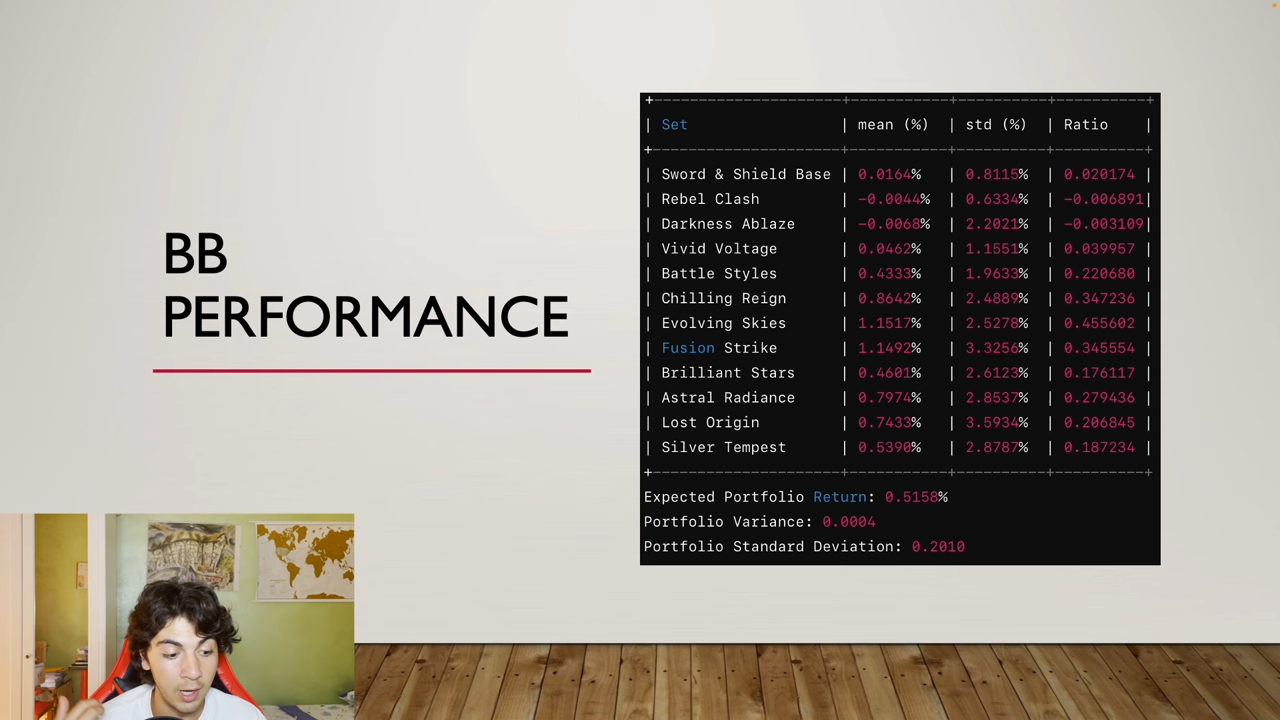 BB
PERFORMANCE
| Set | mean (%) | std (%) | Ratio |
| Sword & Shield Base | 0.0164% | 0.8115% | 0.020174 |
| Rebel Clash | −0.0044% | 0.6334% | −0.006891|
| Darkness Ablaze | −0.0068% | 2.2021% | −0.003109|
| Vivid Voltage | 0.0462% | 1.1551% | 0.039957 |
| Battle Styles | 0.4333% | 1.9633% | 0.220680 |
| Chilling Reign | 0.8642% | 2.4889% | 0.347236 |
| Evolving Skies | 1.1517% | 2.5278% | 0.455602 |
| Fusion Strike | 1.1492% | 3.3256% | 0.345554 |
| Brilliant Stars | 0.4601% | 2.6123% | 0.176117 |
| Astral Radiance | 0.7974% | 2.8537% | 0.279436 |
| Lost Origin | 0.7433% | 3.5934% | 0.206845 |
| Silver Tempest | 0.5390% | 2.8787% | 0.187234 |
Expected Portfolio Return: 0.5158%
Portfolio Variance: 0.0004
Portfolio Standard Deviation: 0.2010